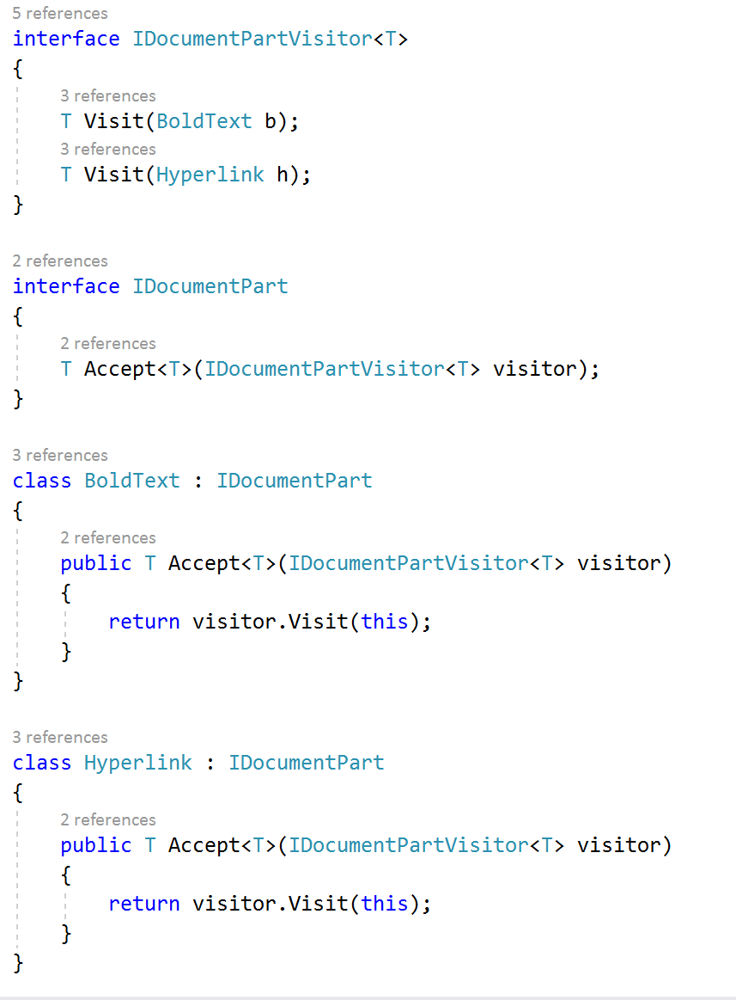 5 references
interface IDocumentPartVisitor<T>
{
3 references
T Visit(BoldText b);
3 references
T Visit(Hyperlink h);
}
2 references
interface IDocumentPart
{
2 references
T Accept<T>(IDocumentPartVisitor<T> visitor);
}
3 references
class BoldText : IDocumentPart
{
2 references
public T Accept<T>(IDocumentPartVisitor<T> visitor)
{
return visitor.Visit(this);
}
}
3 references
class Hyperlink : IDocumentPart
{
2 references
public T Accept<T>(IDocumentPartVisitor<T> visitor)
{
return visitor.Visit(this);
}
}